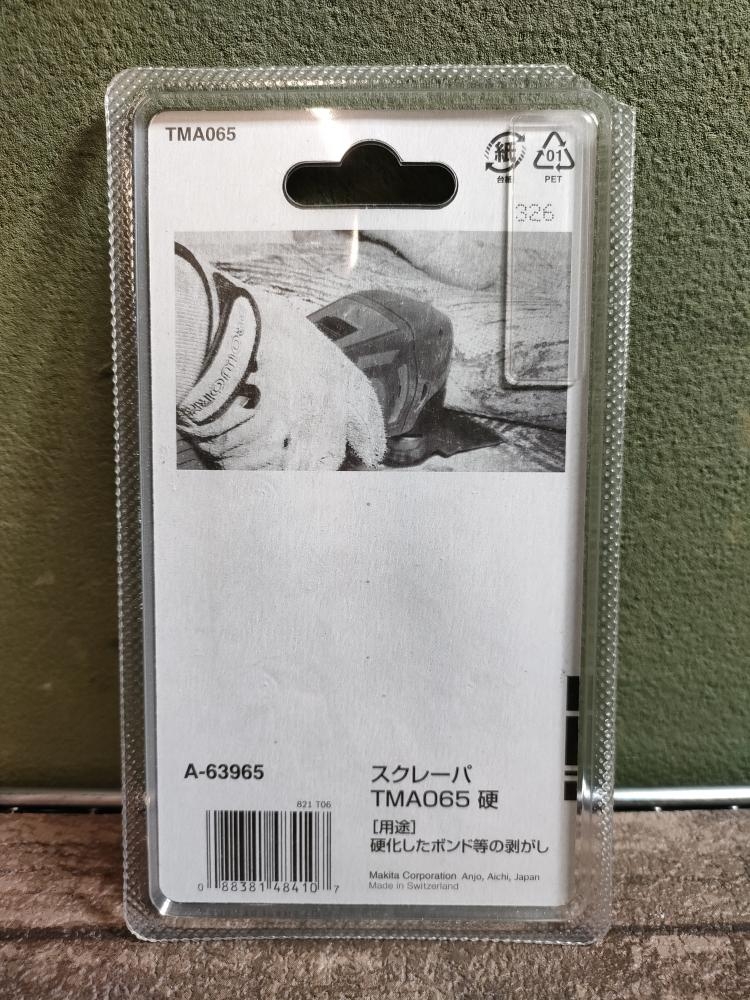 TMA065
紙
台紙
01
PET
326
A-63965
821 T06
0 88381 48410 7
スクレーパ
TMA065 硬
[用途]
硬化したボンド等の剥がし
Makita Corporation Anjo, Aichi, Japan
Made in Switzerland